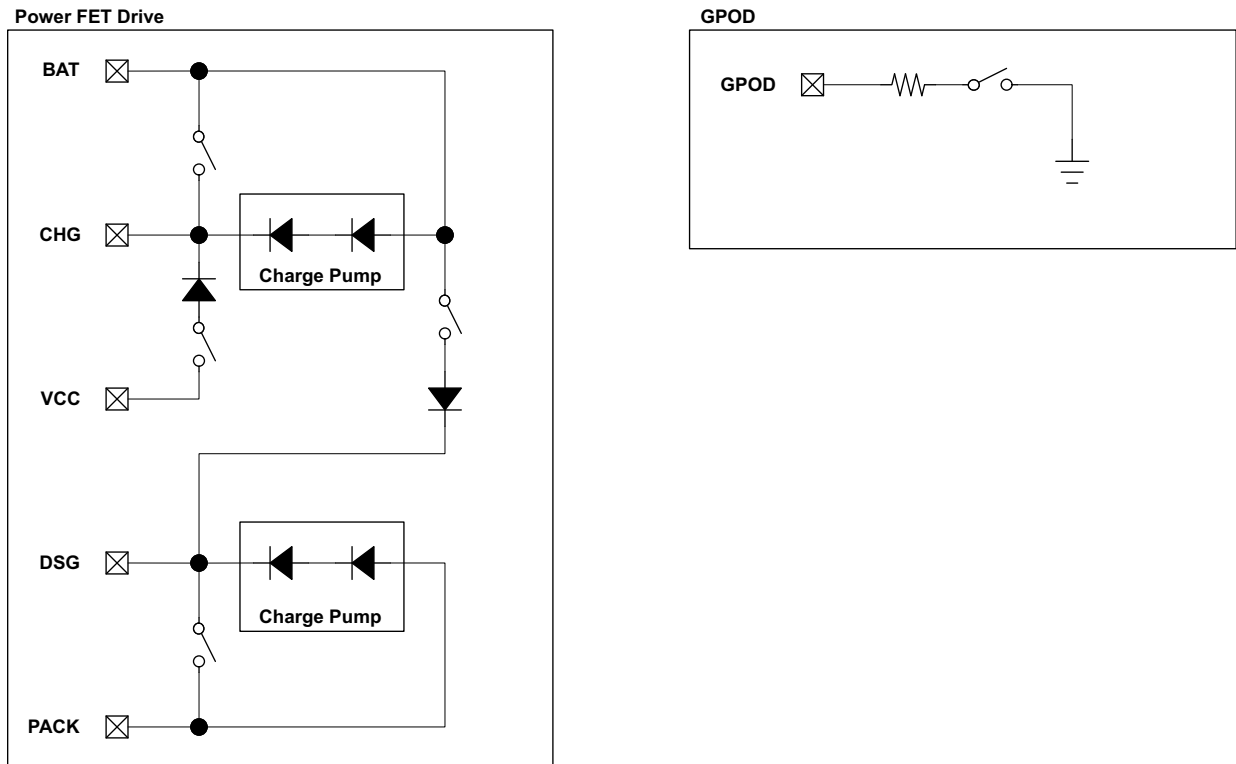 Power FET Drive
BAT
CHG
Charge Pump
VCC
DSG
Charge Pump
PACK
GPOD
GPOD